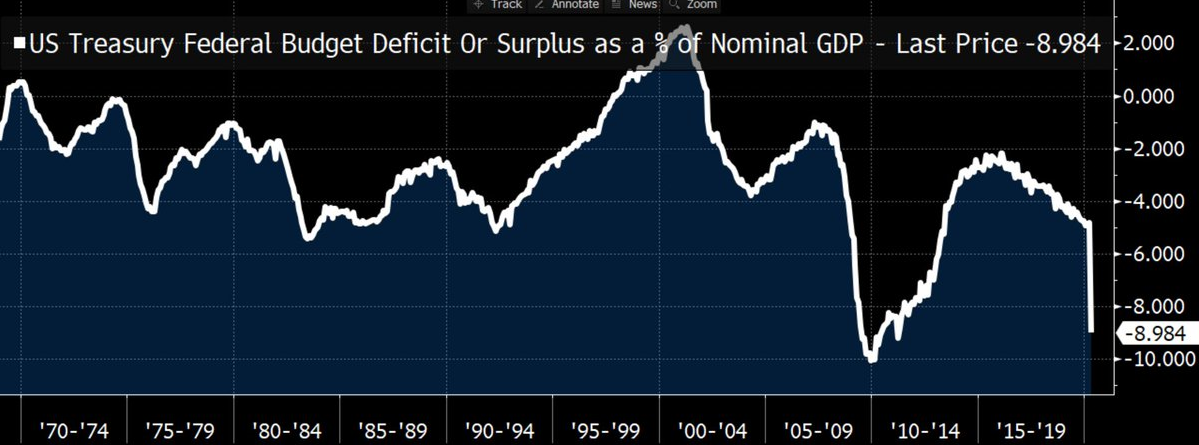 Track Annotate News Zoom
US Treasury Federal Budget Deficit Or Surplus as a % of Nominal GDP - Last Price -8.984
2.000
0.000
-2.000
-4.000
-6.000
-8.000
-8.984
-10.000
'70-'74 '75-'79 '80-'84 '85-'89 '90-'94 '95-'99 '00-'04 '05-'09 '10-'14 '15-'19